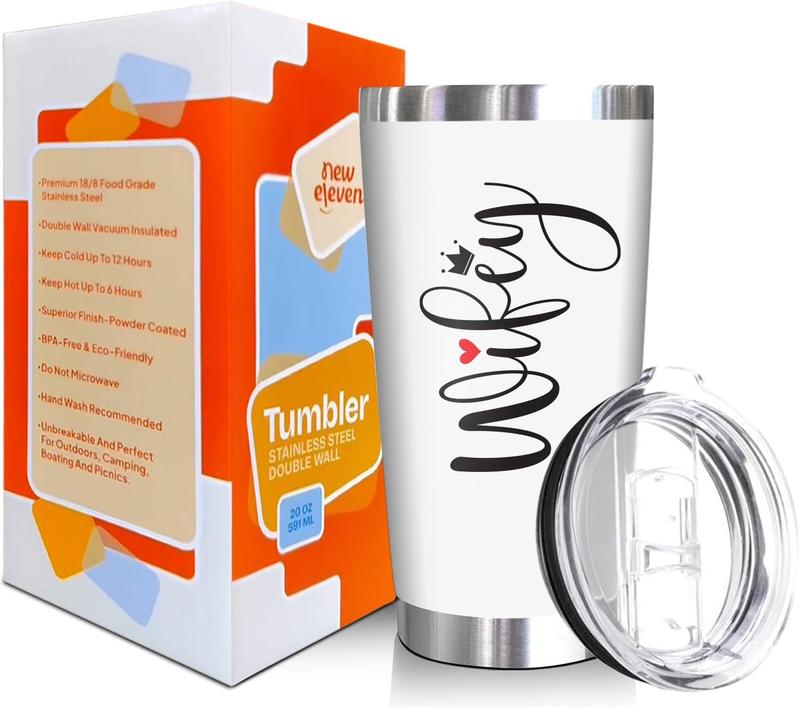 ·Premium 18/8 Food Grade
Stainless Steel
·Double Wall Vacuum Insulated
·Keep Cold Up To 12 Hours
·Keep Hot Up To 6 Hours
·Superior Finish-Powder Coated
·BPA-Free & Eco-Friendly
·Do Not Microwave
·Hand Wash Recommended
·Unbreakable And Perfect
For Outdoors, Camping,
Boating And Picnics.
new
eleven
Tumbler
STAINLESS STEEL
DOUBLE WALL
20 OZ
591 ML
Wifey